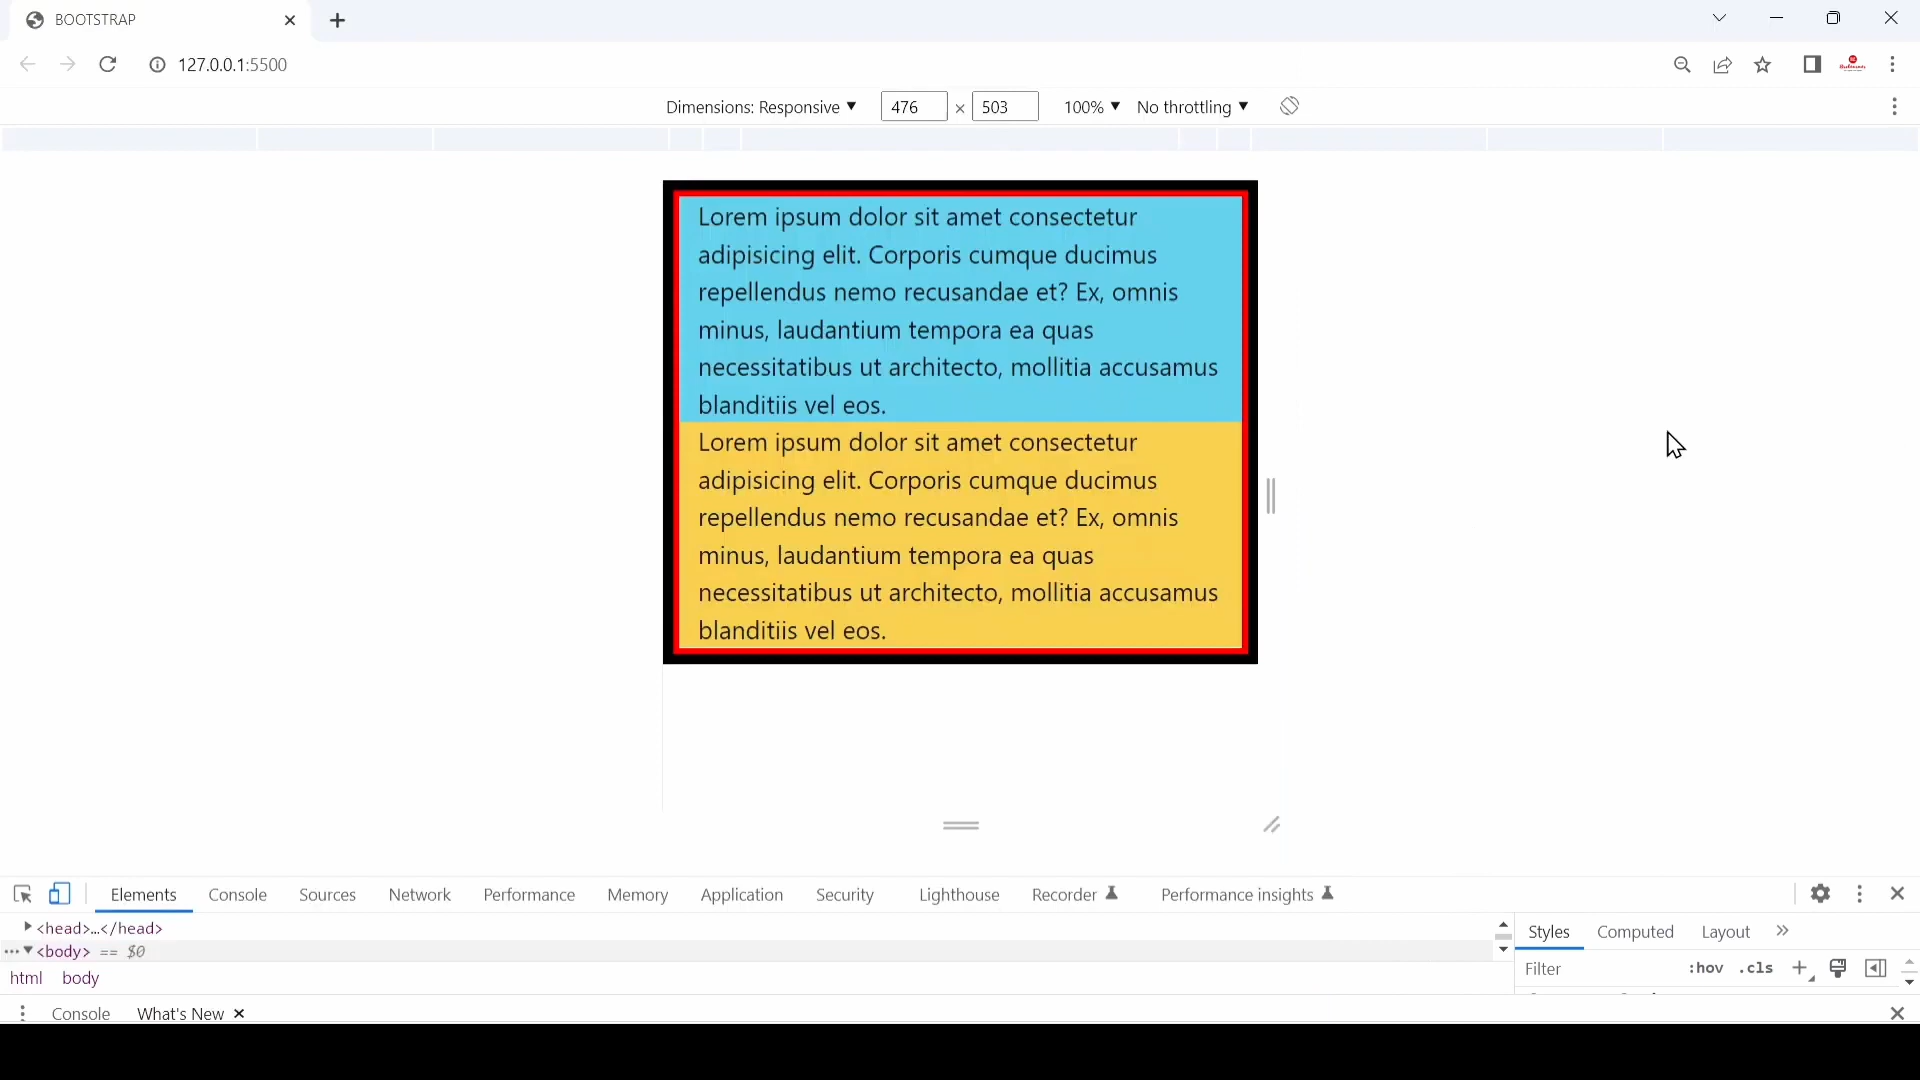 BOOTSTRAP
127.0.0.1:5500
Dimensions: Responsive 476 × 503 100% No throttling
Lorem ipsum dolor sit amet consectetur
adipisicing elit. Corporis cumque ducimus
repellendus nemo recusandae et? Ex, omnis
minus, laudantium tempora ea quas
necessitatibus ut architecto, mollitia accusamus
blanditiis vel eos.
Lorem ipsum dolor sit amet consectetur
adipisicing elit. Corporis cumque ducimus
repellendus nemo recusandae et? Ex, omnis
minus, laudantium tempora ea quas
necessitatibus ut architecto, mollitia accusamus
blanditiis vel eos.
Elements Console Sources Network Performance Memory Application Security Lighthouse Recorder Performance insights
<head>…</head>
<body> == $0
html body
Styles Computed Layout
Filter :hov .cls
Console What's New